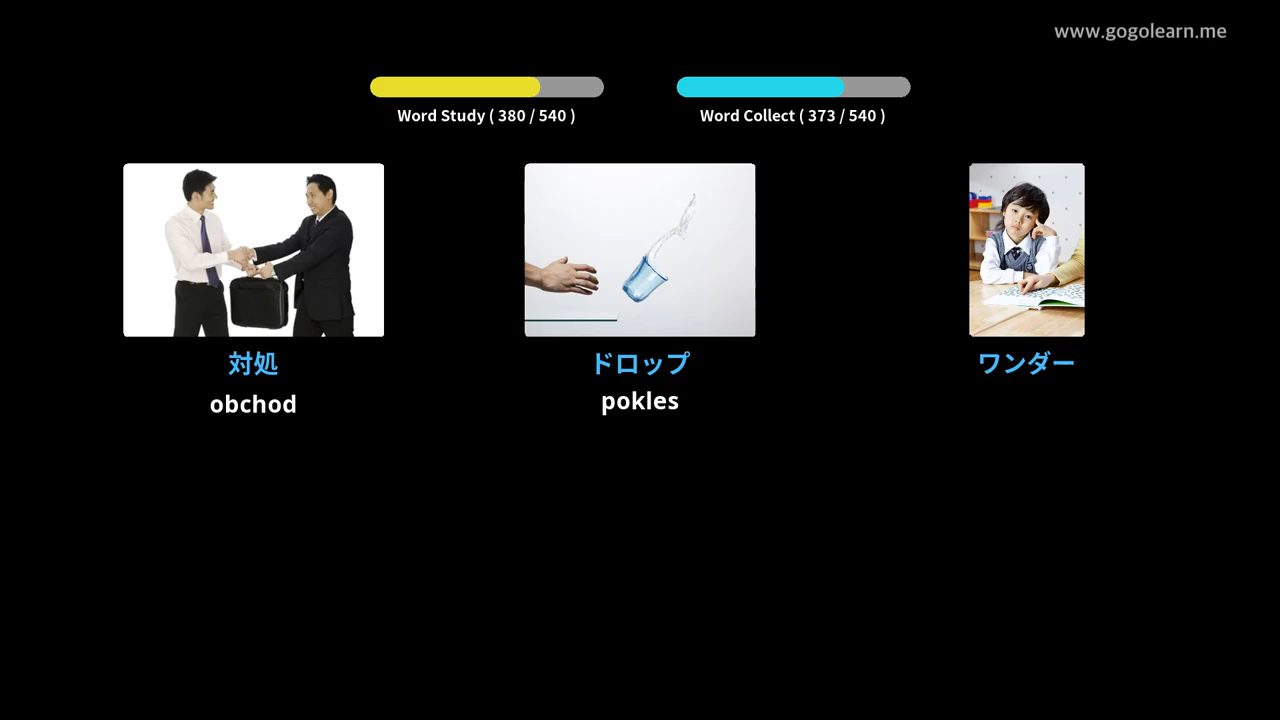 www.gogolearn.me
Word Study ( 380 / 540 )
Word Collect ( 373 / 540 )
対処
ドロップ
ワンダー
obchod
pokles